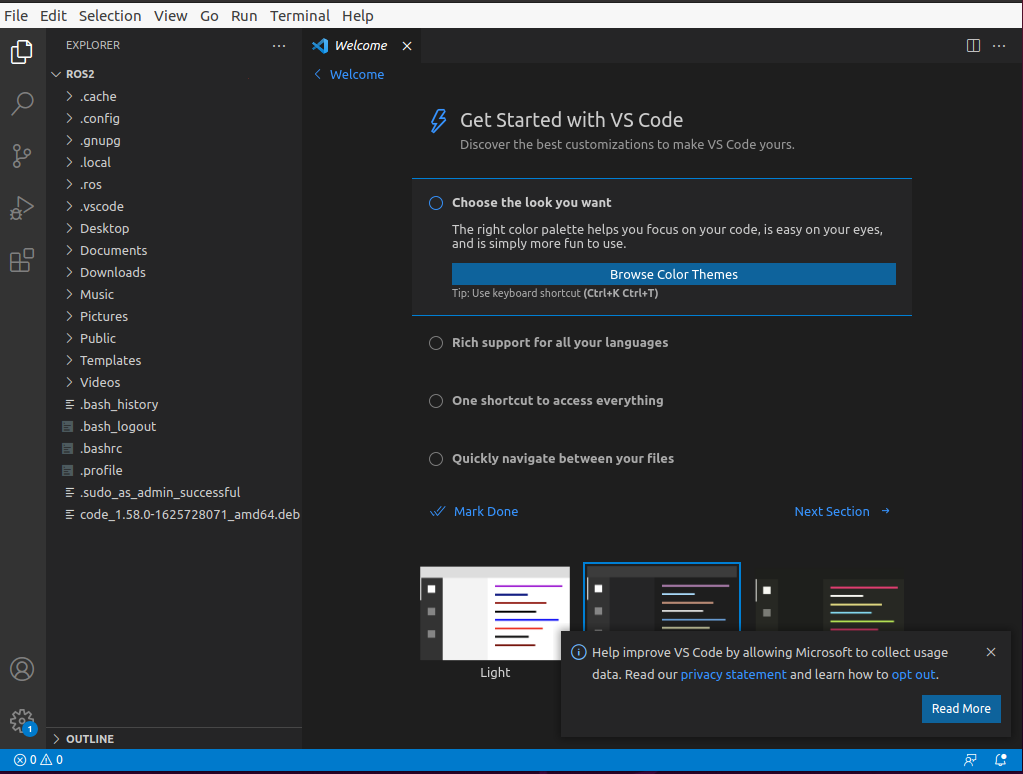 File Edit Selection View Go Run Terminal Help
EXPLORER
ROS2
.cache
.config
.gnupg
.local
.ros
.vscode
Desktop
Documents
Downloads
Music
Pictures
Public
Templates
Videos
.bash_history
.bash_logout
.bashrc
.profile
.sudo_as_admin_successful
code_1.58.0-1625728071_amd64.deb
OUTLINE
Welcome
Welcome
Get Started with VS Code
Discover the best customizations to make VS Code yours.
Choose the look you want
The right color palette helps you focus on your code, is easy on your eyes,
and is simply more fun to use.
Browse Color Themes
Tip: Use keyboard shortcut (Ctrl+K Ctrl+T)
Rich support for all your languages
One shortcut to access everything
Quickly navigate between your files
Mark Done
Next Section
Light
Help improve VS Code by allowing Microsoft to collect usage
data. Read our privacy statement and learn how to opt out.
Read More
1
0 0